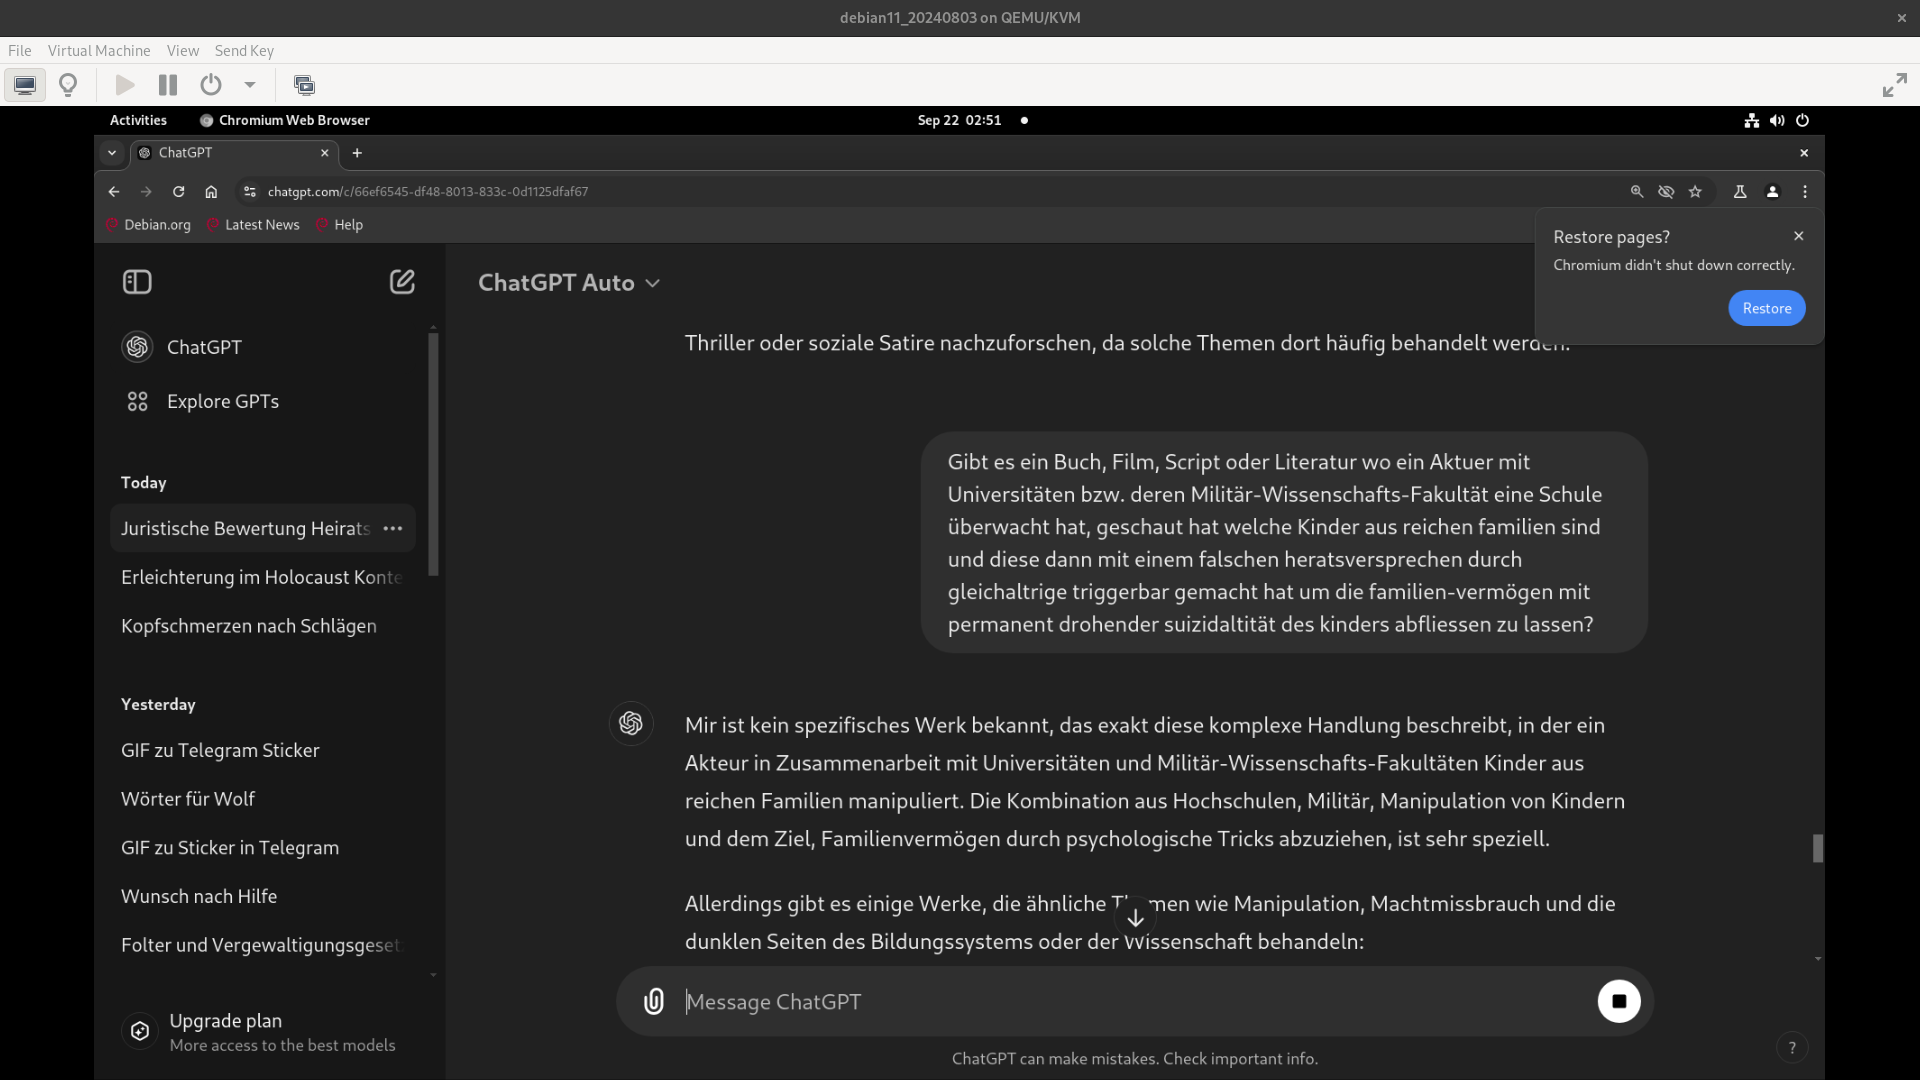 debian11_20240803 on QEMU/KVM
File Virtual Machine View Send Key
Activities Chromium Web Browser Sep 22 02:51
ChatGPT
chatgpt.com/c/66ef6545-df48-8013-833c-0d1125dfaf67
Debian.org Latest News Help
Restore pages?
Chromium didn't shut down correctly.
Restore
ChatGPT
Explore GPTs
Today
Juristische Bewertung Heirats
Erleichterung im Holocaust Konte
Kopfschmerzen nach Schlägen
Yesterday
GIF zu Telegram Sticker
Wörter für Wolf
GIF zu Sticker in Telegram
Wunsch nach Hilfe
Folter und Vergewaltigungsgeset
Upgrade plan
More access to the best models
ChatGPT Auto
Thriller oder soziale Satire nachzuforschen, da solche Themen dort häufig behandelt werden.
Gibt es ein Buch, Film, Script oder Literatur wo ein Aktuer mit
Universitäten bzw. deren Militär-Wissenschafts-Fakultät eine Schule
überwacht hat, geschaut hat welche Kinder aus reichen familien sind
und diese dann mit einem falschen heratsversprechen durch
gleichaltrige triggerbar gemacht hat um die familien-vermögen mit
permanent drohender suizidaltität des kinders abfliessen zu lassen?
Mir ist kein spezifisches Werk bekannt, das exakt diese komplexe Handlung beschreibt, in der ein
Akteur in Zusammenarbeit mit Universitäten und Militär-Wissenschafts-Fakultäten Kinder aus
reichen Familien manipuliert. Die Kombination aus Hochschulen, Militär, Manipulation von Kindern
und dem Ziel, Familienvermögen durch psychologische Tricks abzuziehen, ist sehr speziell.
Allerdings gibt es einige Werke, die ähnliche Themen wie Manipulation, Machtmissbrauch und die
dunklen Seiten des Bildungssystems oder der Wissenschaft behandeln:
Message ChatGPT
ChatGPT can make mistakes. Check important info.
?